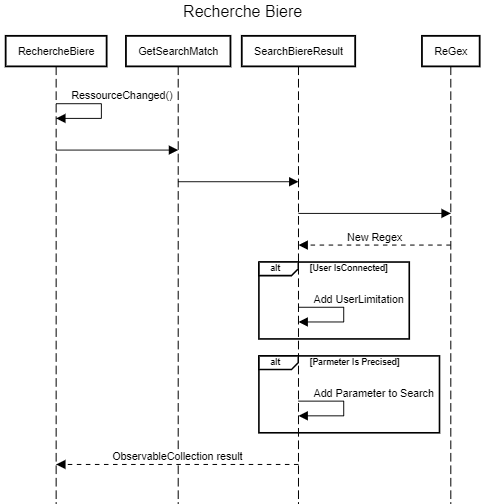 Recherche Biere
RechercheBiere
GetSearchMatch
SearchBiereResult
ReGex
RessourceChanged()
New Regex
alt
[User IsConnected]
Add UserLimitation
alt
[Parmeter Is Precised]
Add Parameter to Search
ObservableCollection result